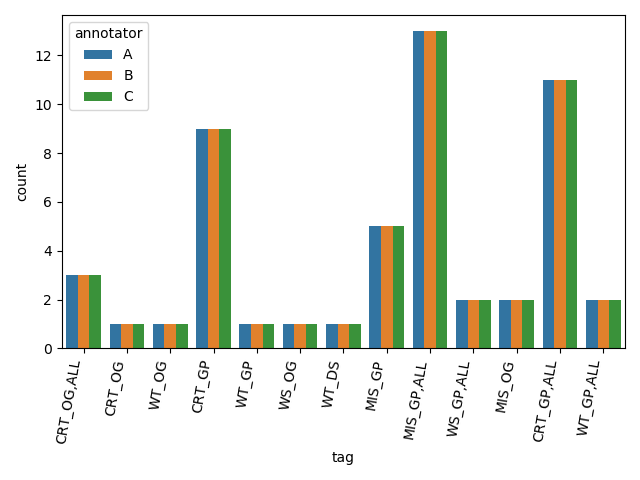 annotator
A
B
C
count
12
10
8
6
4
2
0
CRT_OG,ALL
CRT_OG
WT_OG
CRT_GP
WT_GP
WS_OG
WT_DS
MIS_GP
MIS_GP,ALL
WS_GP,ALL
MIS_OG
CRT_GP,ALL
WT_GP,ALL
tag